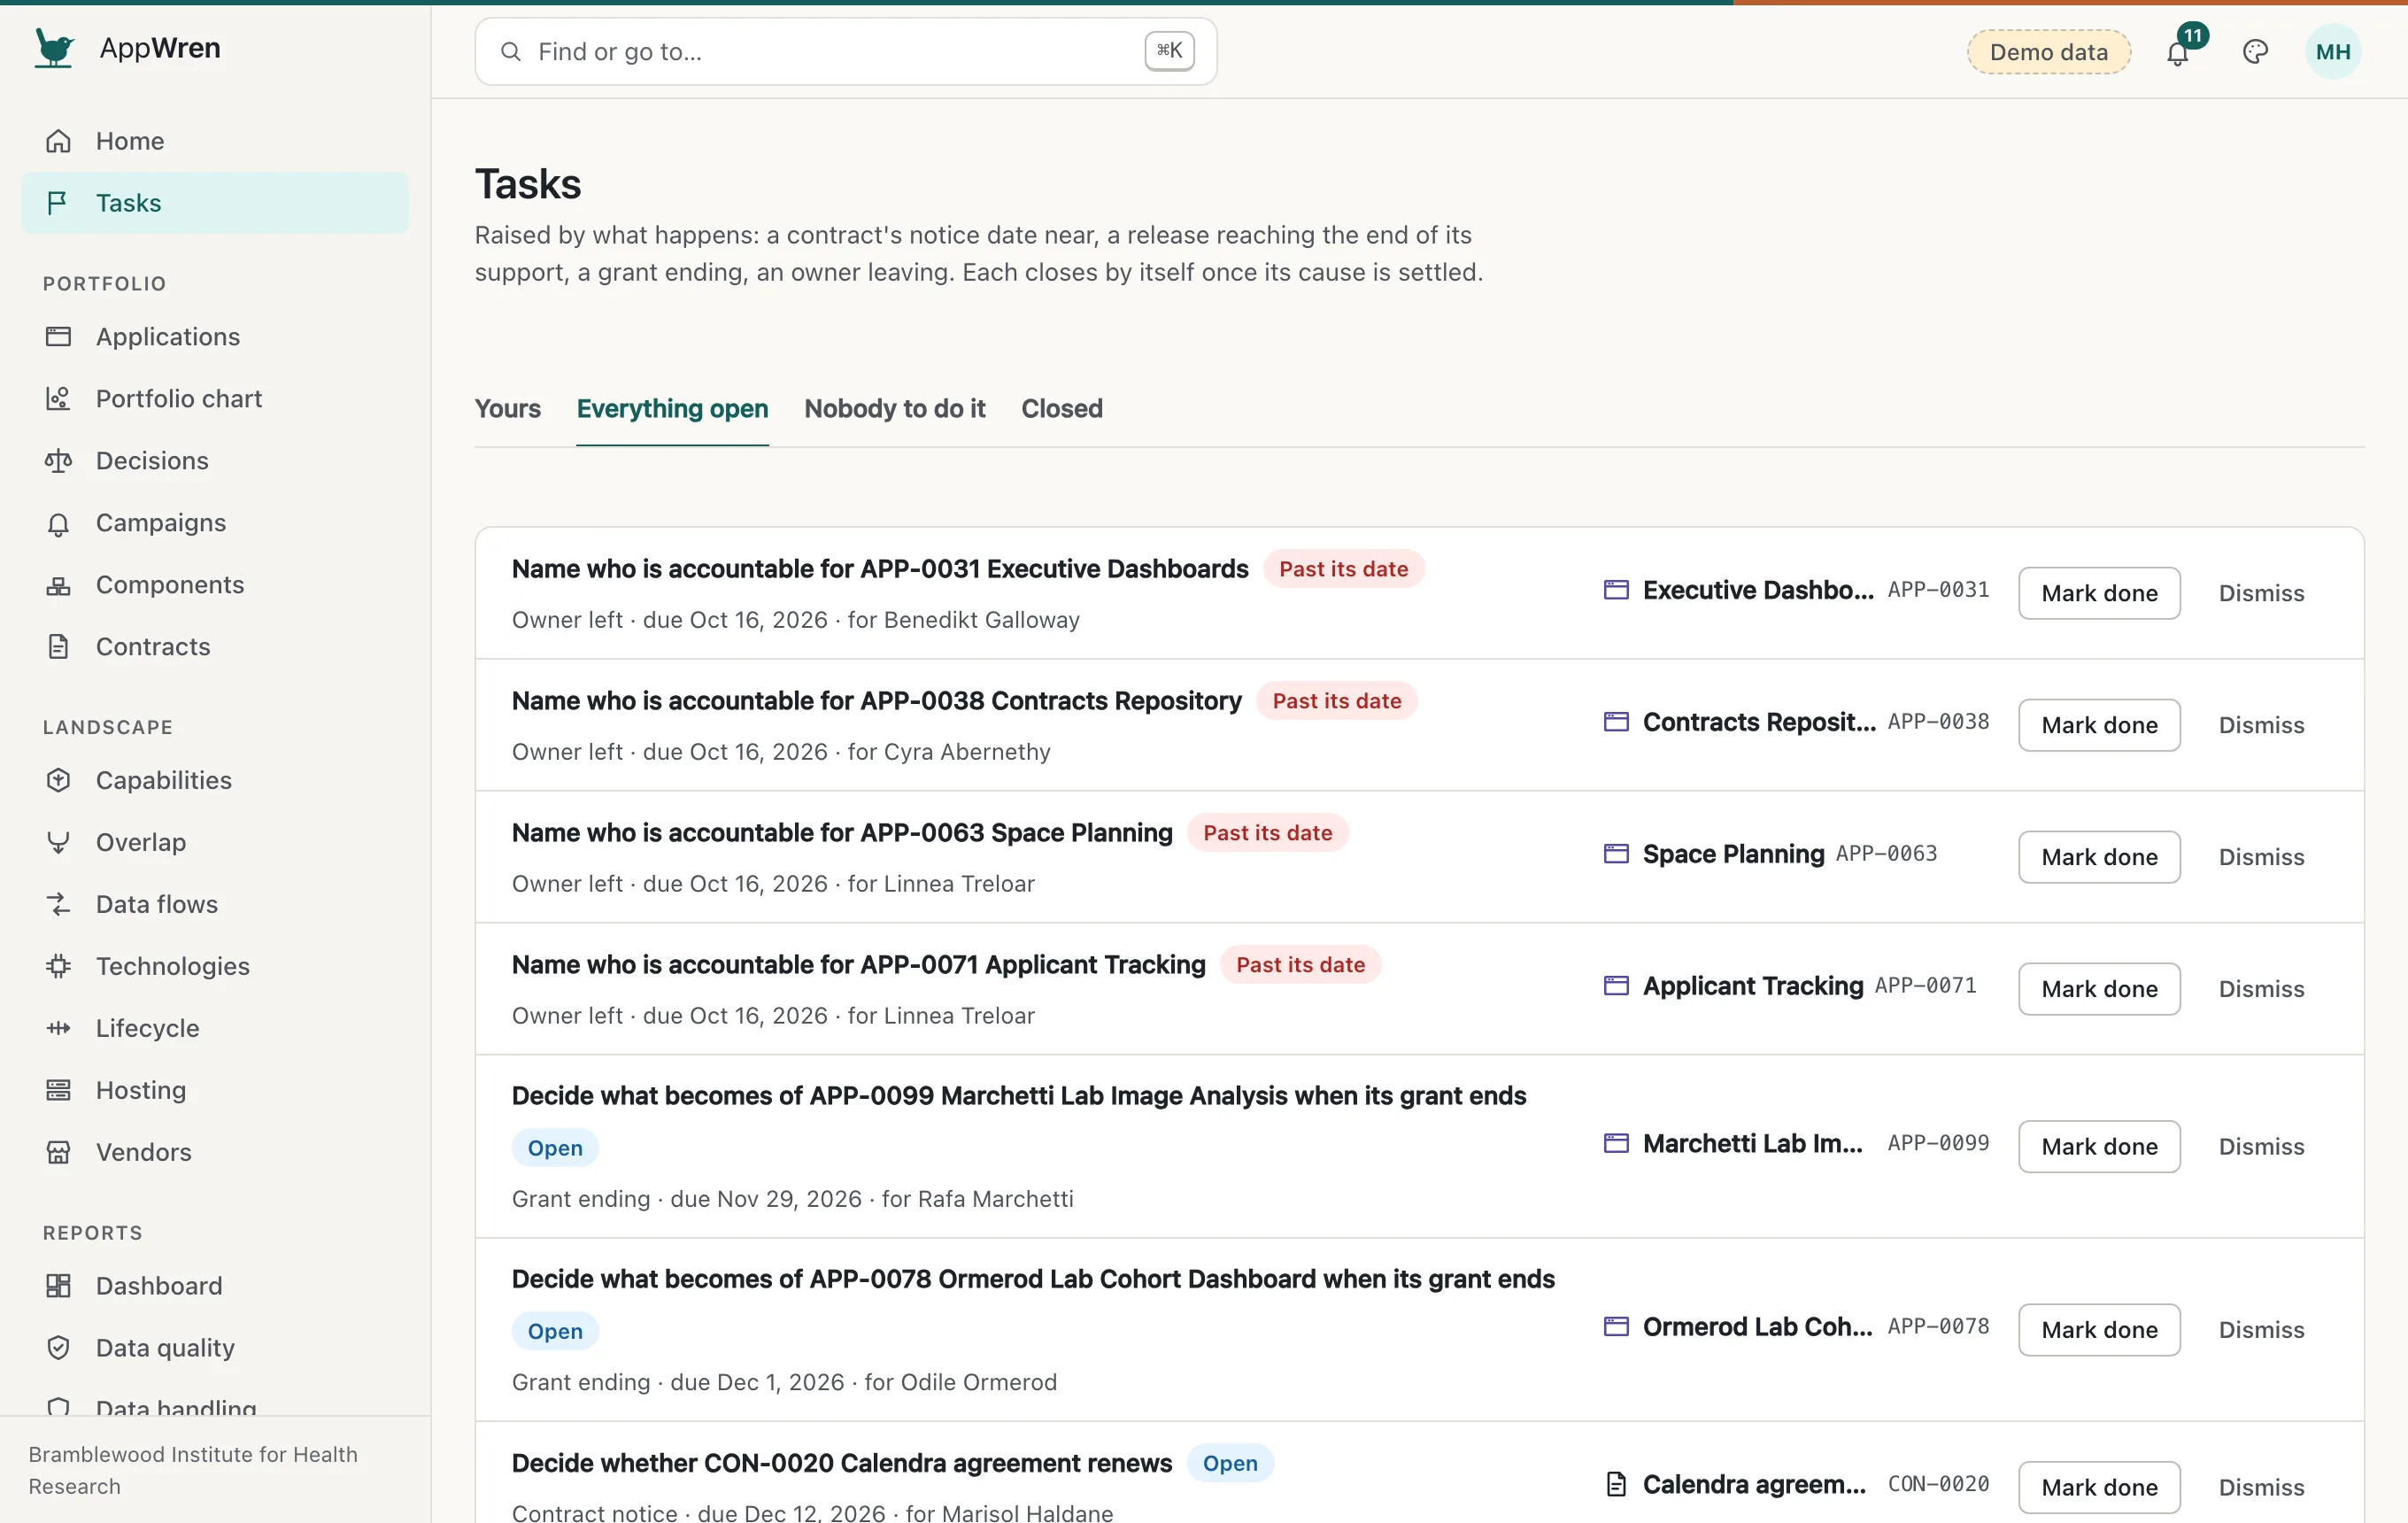 AppWren
Find or go to...
⌘K
Demo data
11
MH
Home
Tasks
PORTFOLIO
Applications
Portfolio chart
Decisions
Campaigns
Components
Contracts
LANDSCAPE
Capabilities
Overlap
Data flows
Technologies
Lifecycle
Hosting
Vendors
REPORTS
Dashboard
Data quality
Data handling
Bramblewood Institute for Health
Research
Tasks
Raised by what happens: a contract's notice date near, a release reaching the end of its
support, a grant ending, an owner leaving. Each closes by itself once its cause is settled.
Yours Everything open Nobody to do it Closed
Name who is accountable for APP-0031 Executive Dashboards Past its date
Owner left · due Oct 16, 2026 · for Benedikt Galloway
Executive Dashbo... APP-0031 Mark done Dismiss
Name who is accountable for APP-0038 Contracts Repository Past its date
Owner left · due Oct 16, 2026 · for Cyra Abernethy
Contracts Reposit... APP-0038 Mark done Dismiss
Name who is accountable for APP-0063 Space Planning Past its date
Owner left · due Oct 16, 2026 · for Linnea Treloar
Space Planning APP-0063 Mark done Dismiss
Name who is accountable for APP-0071 Applicant Tracking Past its date
Owner left · due Oct 16, 2026 · for Linnea Treloar
Applicant Tracking APP-0071 Mark done Dismiss
Decide what becomes of APP-0099 Marchetti Lab Image Analysis when its grant ends
Open
Grant ending · due Nov 29, 2026 · for Rafa Marchetti
Marchetti Lab Im... APP-0099 Mark done Dismiss
Decide what becomes of APP-0078 Ormerod Lab Cohort Dashboard when its grant ends
Open
Grant ending · due Dec 1, 2026 · for Odile Ormerod
Ormerod Lab Coh... APP-0078 Mark done Dismiss
Decide whether CON-0020 Calendra agreement renews Open
Contract notice · due Dec 12, 2026 · for Marisol Haldane
Calendra agreem... CON-0020 Mark done Dismiss